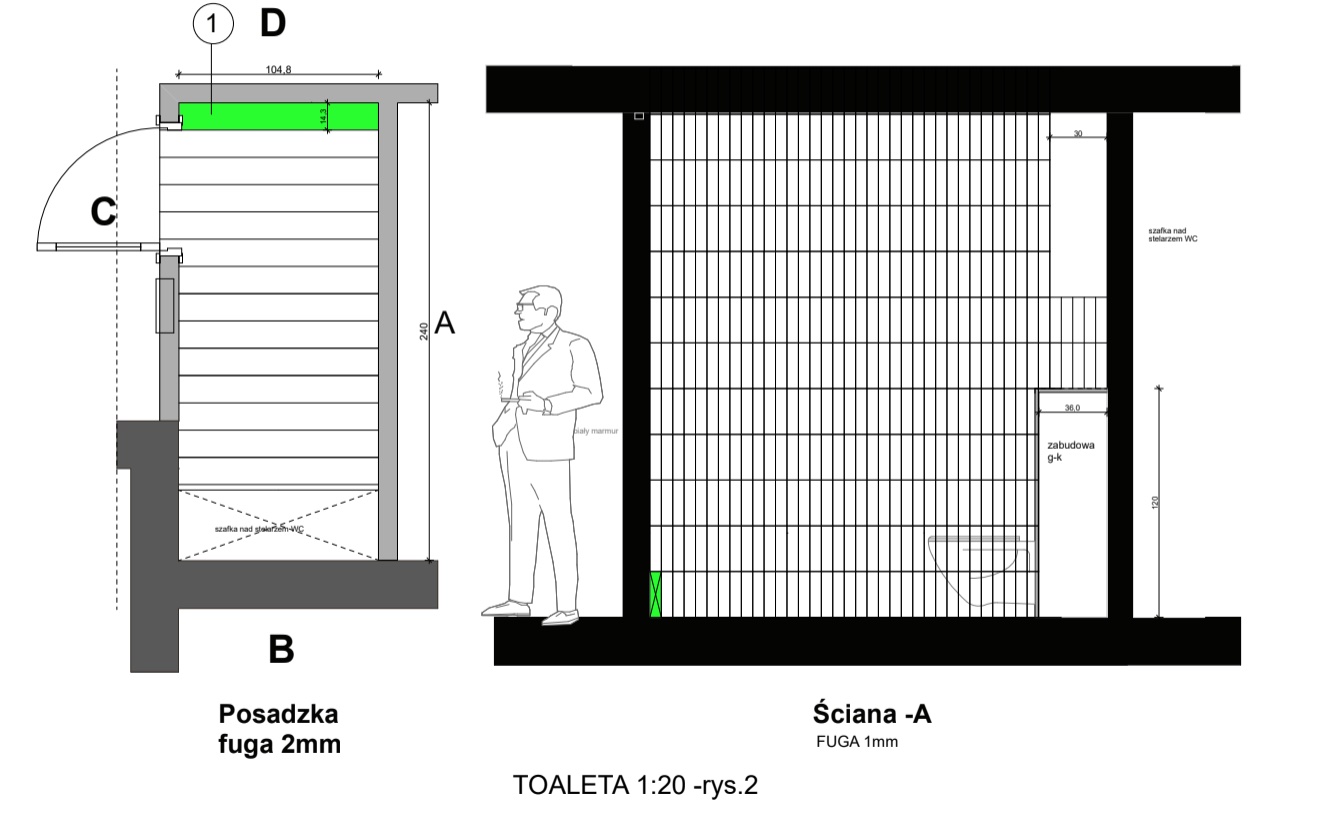 1
D
104.8
14.3
C
240
A
szafka nad stelarzem WC
B
Posadzka
fuga 2mm
30
szafka nad
stelarzem WC
biały marmur
36.0
zabudowa
g-k
120
Ściana -A
FUGA 1mm
TOALETA 1:20 -rys.2